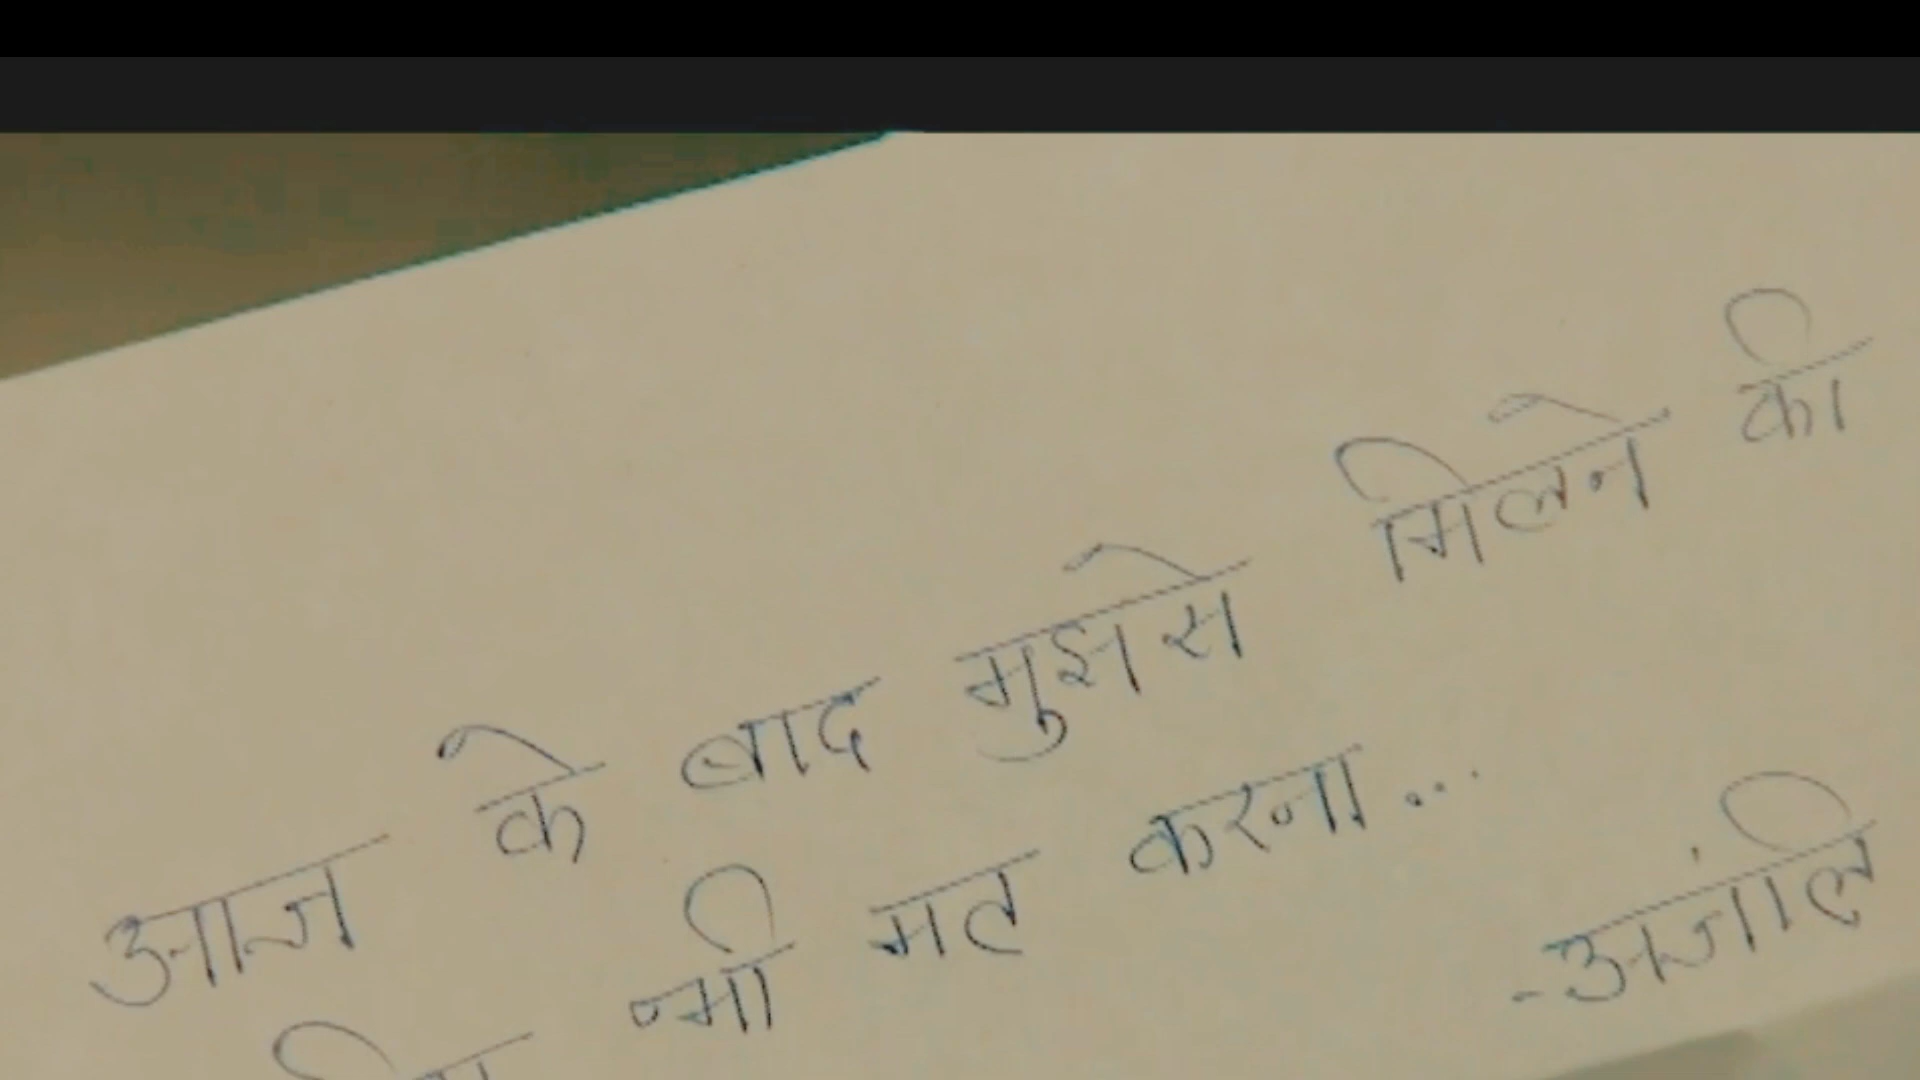 आज के बाद मुझसे मिलने की
भी मत करना...
-अंजलि